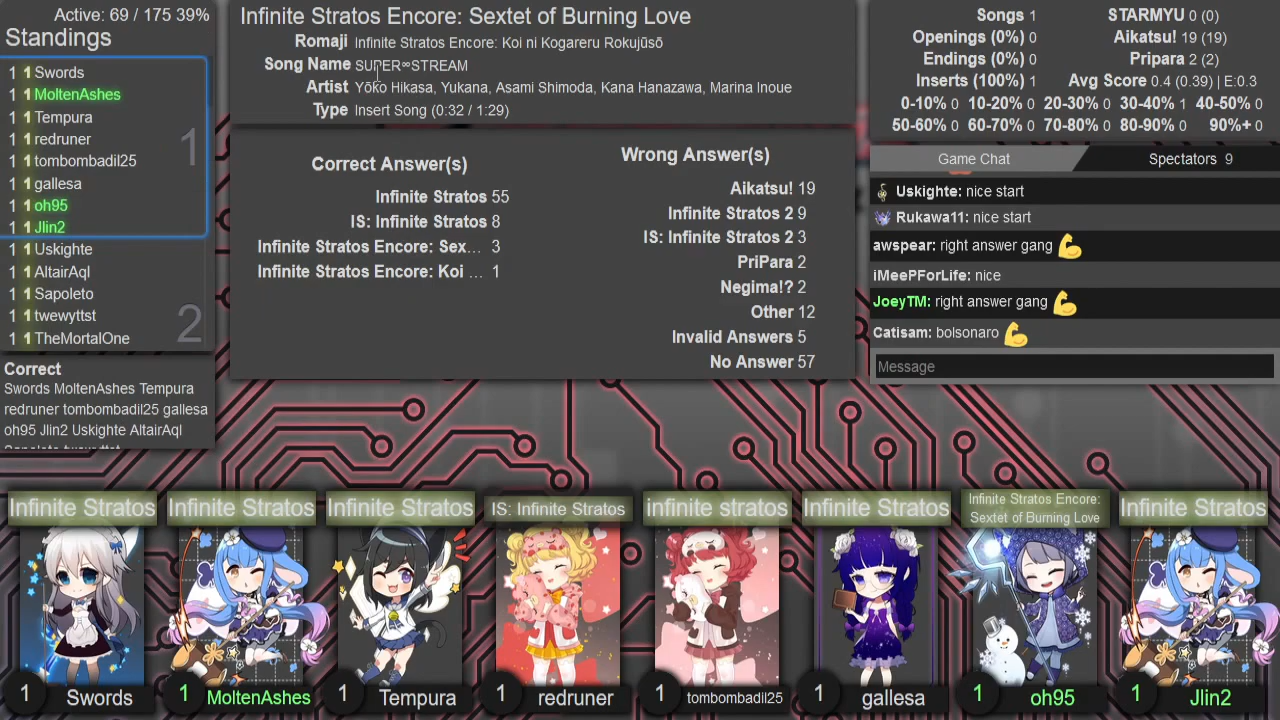 Active: 69 / 175 39%
Standings
1 1 Swords
1 1 MoltenAshes
1 1 Tempura
1 1 redruner
1 1 tombombadil25
1 1 gallesa
1 1 oh95
1 1 Jlin2
1
1 1 Uskighte
1 1 AltairAql
1 1 Sapoleto
1 1 twewyttst
1 1 TheMortalOne
2
Correct
Swords MoltenAshes Tempura
redruner tombombadil25 gallesa
oh95 Jlin2 Uskighte AltairAql
Sapoleto twewyttst
Infinite Stratos Encore: Sextet of Burning Love
Romaji Infinite Stratos Encore: Koi ni Kogareru Rokujūsō
Song Name SUPER∞STREAM
Artist Yōko Hikasa, Yukana, Asami Shimoda, Kana Hanazawa, Marina Inoue
Type Insert Song (0:32 / 1:29)
Correct Answer(s)
Infinite Stratos 55
IS: Infinite Stratos 8
Infinite Stratos Encore: Sex... 3
Infinite Stratos Encore: Koi ... 1
Wrong Answer(s)
Aikatsu! 19
Infinite Stratos 2 9
IS: Infinite Stratos 2 3
PriPara 2
Negima!? 2
Other 12
Invalid Answers 5
No Answer 57
Songs 1 STARMYU 0 (0)
Openings (0%) 0 Aikatsu! 19 (19)
Endings (0%) 0 Pripara 2 (2)
Inserts (100%) 1 Avg Score 0.4 (0.39) | E:0.3
0-10% 0 10-20% 0 20-30% 0 30-40% 1 40-50% 0
50-60% 0 60-70% 0 70-80% 0 80-90% 0 90%+ 0
Game Chat Spectators 9
Uskighte: nice start
Rukawa11: nice start
awspear: right answer gang 💪
iMeePForLife: nice
JoeyTM: right answer gang 💪
Catisam: bolsonaro 💪
Message
Infinite Stratos
Infinite Stratos
Infinite Stratos
IS: Infinite Stratos
infinite stratos
Infinite Stratos
Infinite Stratos Encore:
Sextet of Burning Love
Infinite Stratos
1 Swords
1 MoltenAshes
1 Tempura
1 redruner
1 tombombadil25
1 gallesa
1 oh95
1 Jlin2